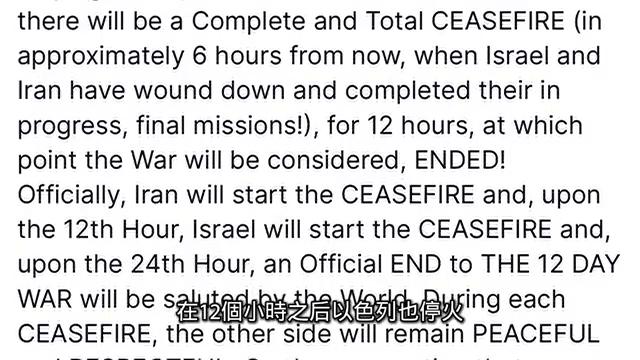 there will be a Complete and Total CEASEFIRE (in
approximately 6 hours from now, when Israel and
Iran have wound down and completed their in
progress, final missions!), for 12 hours, at which
point the War will be considered, ENDED!
Officially, Iran will start the CEASEFIRE and, upon
the 12th Hour, Israel will start the CEASEFIRE and,
upon the 24th Hour, an Official END to THE 12 DAY
WAR will be saluted by the World. During each
在12個小時之后以色列也停火
CEASEFIRE, the other side will remain PEACEFUL